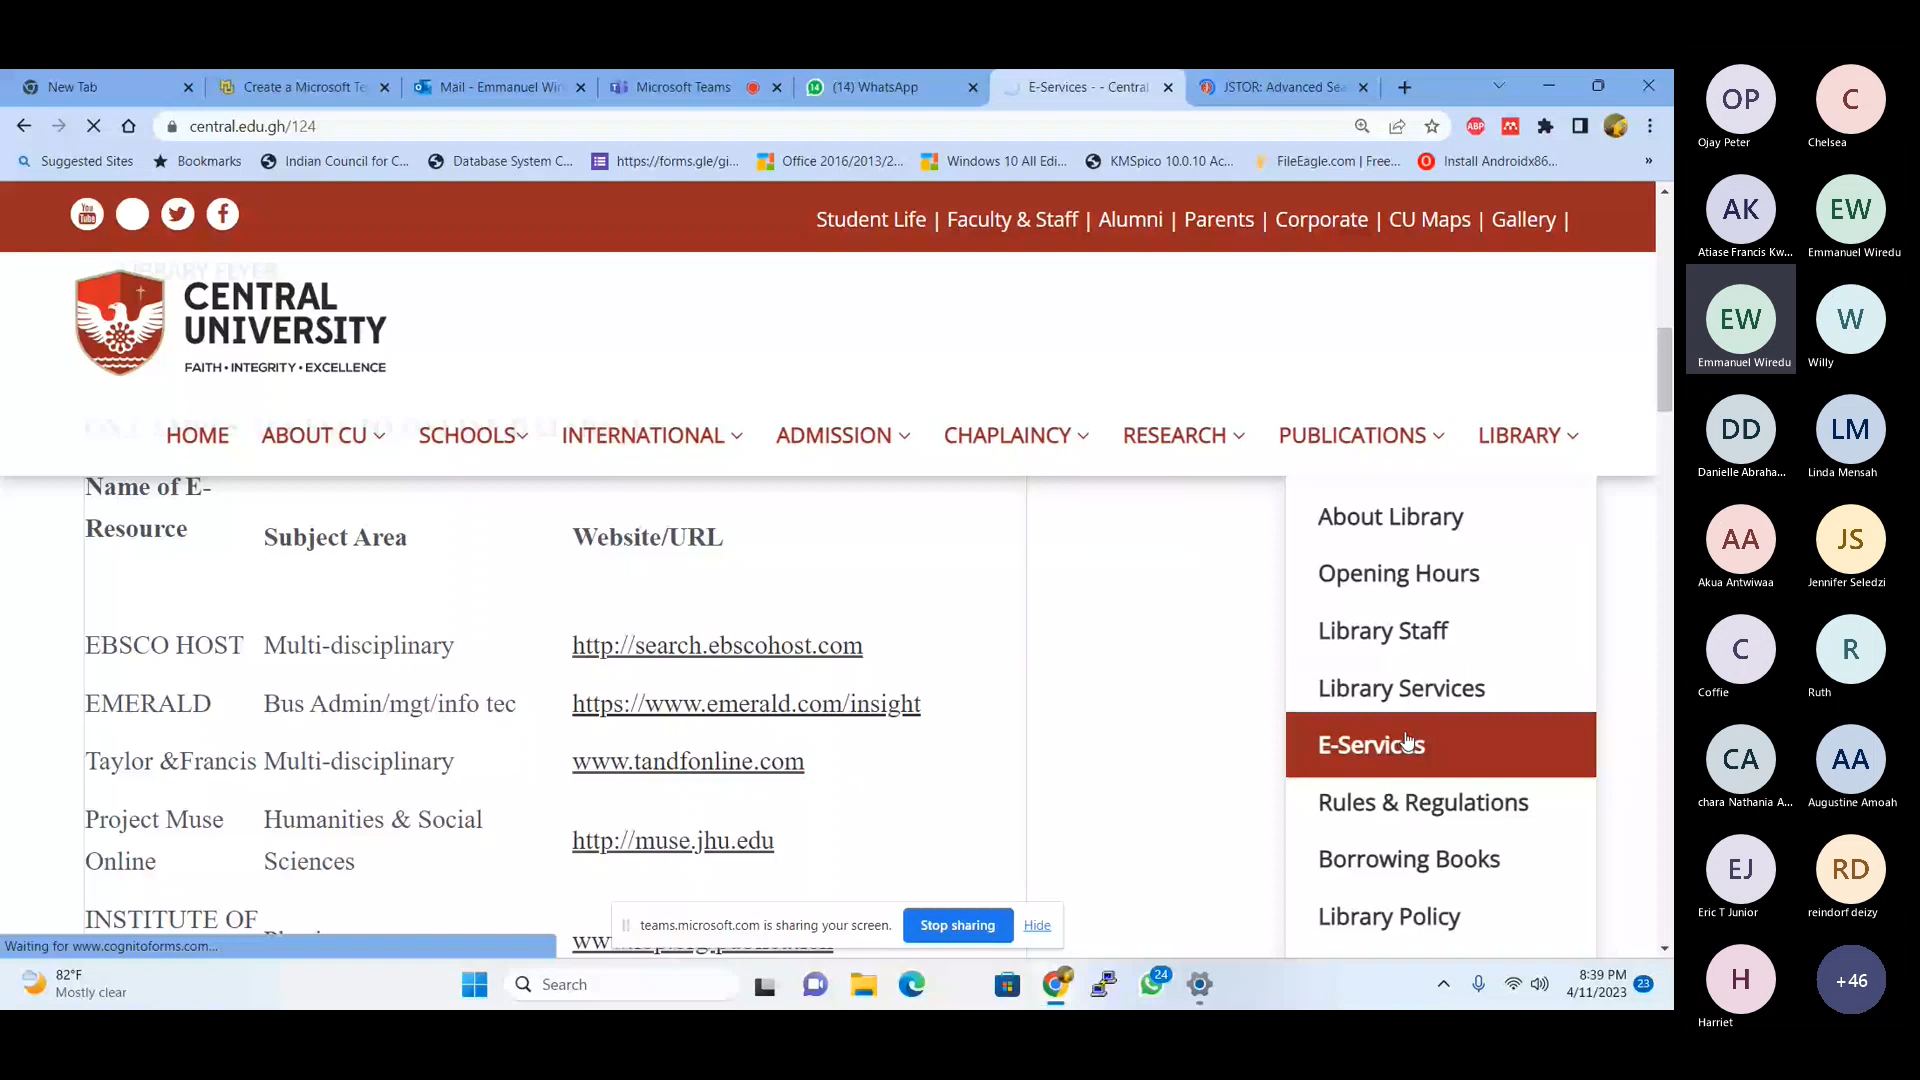 New Tab
Create a Microsoft Te
Mail - Emmanuel Wir
Microsoft Teams
(14) WhatsApp
E-Services - - Central
JSTOR: Advanced Sea
central.edu.gh/124
ABP
Suggested Sites
Bookmarks
Indian Council for C...
Database System C...
https://forms.gle/gi...
Office 2016/2013/2...
Windows 10 All Edi...
KMSpico 10.0.10 Ac...
FileEagle.com | Free...
Install Androidx86...
»
You Tube
Student Life | Faculty & Staff | Alumni | Parents | Corporate | CU Maps | Gallery |
LIBRARY FLYER
CENTRAL
UNIVERSITY
FAITH • INTEGRITY • EXCELLENCE
HOME ABOUT CU SCHOOLS INTERNATIONAL ADMISSION CHAPLAINCY RESEARCH PUBLICATIONS LIBRARY
Name of E-
Resource
Subject Area
Website/URL
EBSCO HOST Multi-disciplinary http://search.ebscohost.com
EMERALD Bus Admin/mgt/info tec https://www.emerald.com/insight
Taylor &Francis Multi-disciplinary www.tandfonline.com
Project Muse
Online
Humanities & Social
Sciences
http://muse.jhu.edu
INSTITUTE OF
About Library
Opening Hours
Library Staff
Library Services
E-Services
Rules & Regulations
Borrowing Books
Library Policy
teams.microsoft.com is sharing your screen.
Stop sharing
Hide
Waiting for www.cognitoforms.com...
82°F
Mostly clear
Search
24
8:39 PM
4/11/2023
23
OP
Ojay Peter
C
Chelsea
AK
Atiase Francis Kw...
EW
Emmanuel Wiredu
EW
Emmanuel Wiredu
W
Willy
DD
Danielle Abraha...
LM
Linda Mensah
AA
Akua Antwiwaa
JS
Jennifer Seledzi
C
Coffie
R
Ruth
CA
chara Nathania A...
AA
Augustine Amoah
EJ
Eric T Junior
RD
reindorf deizy
H
Harriet
+46